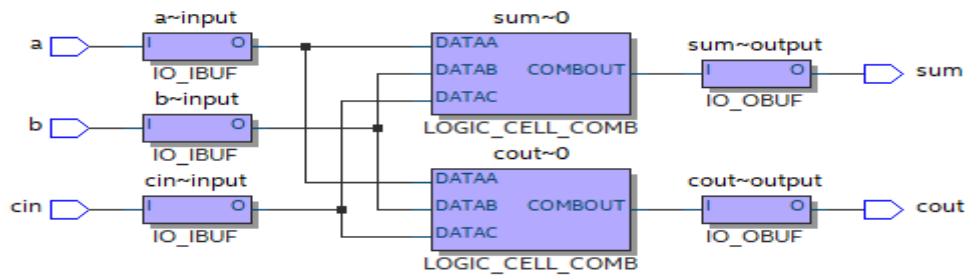 a~input
sum~0
a
I
O
DATAA
sum~output
IO_IBUF
DATAB
COMBOUT
I
O
sum
b~input
DATAC
IO_OBUF
b
I
O
LOGIC_CELL_COMB
IO_IBUF
cout~0
cin~input
DATAA
cout~output
cin
I
O
DATAB
COMBOUT
I
O
cout
IO_IBUF
DATAC
IO_OBUF
LOGIC_CELL_COMB